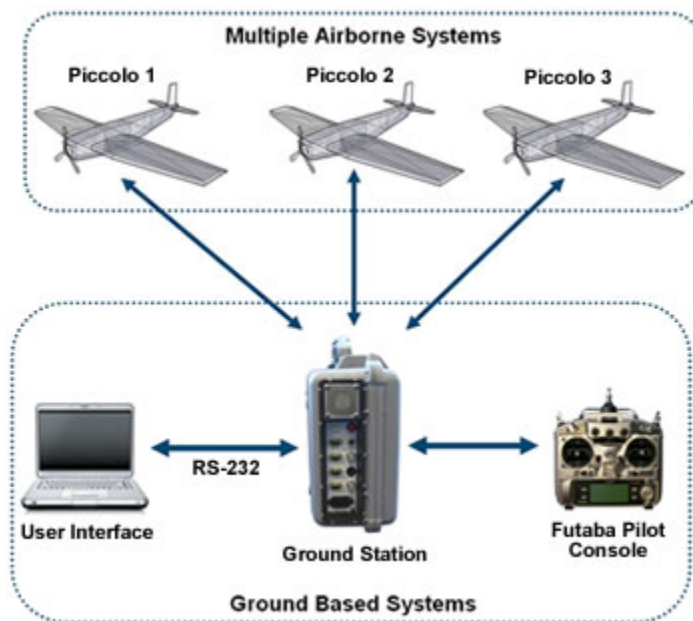 Multiple Airborne Systems
Piccolo 1
Piccolo 2
Piccolo 3
RS-232
User Interface
Ground Station
Futaba Pilot
Console
Ground Based Systems